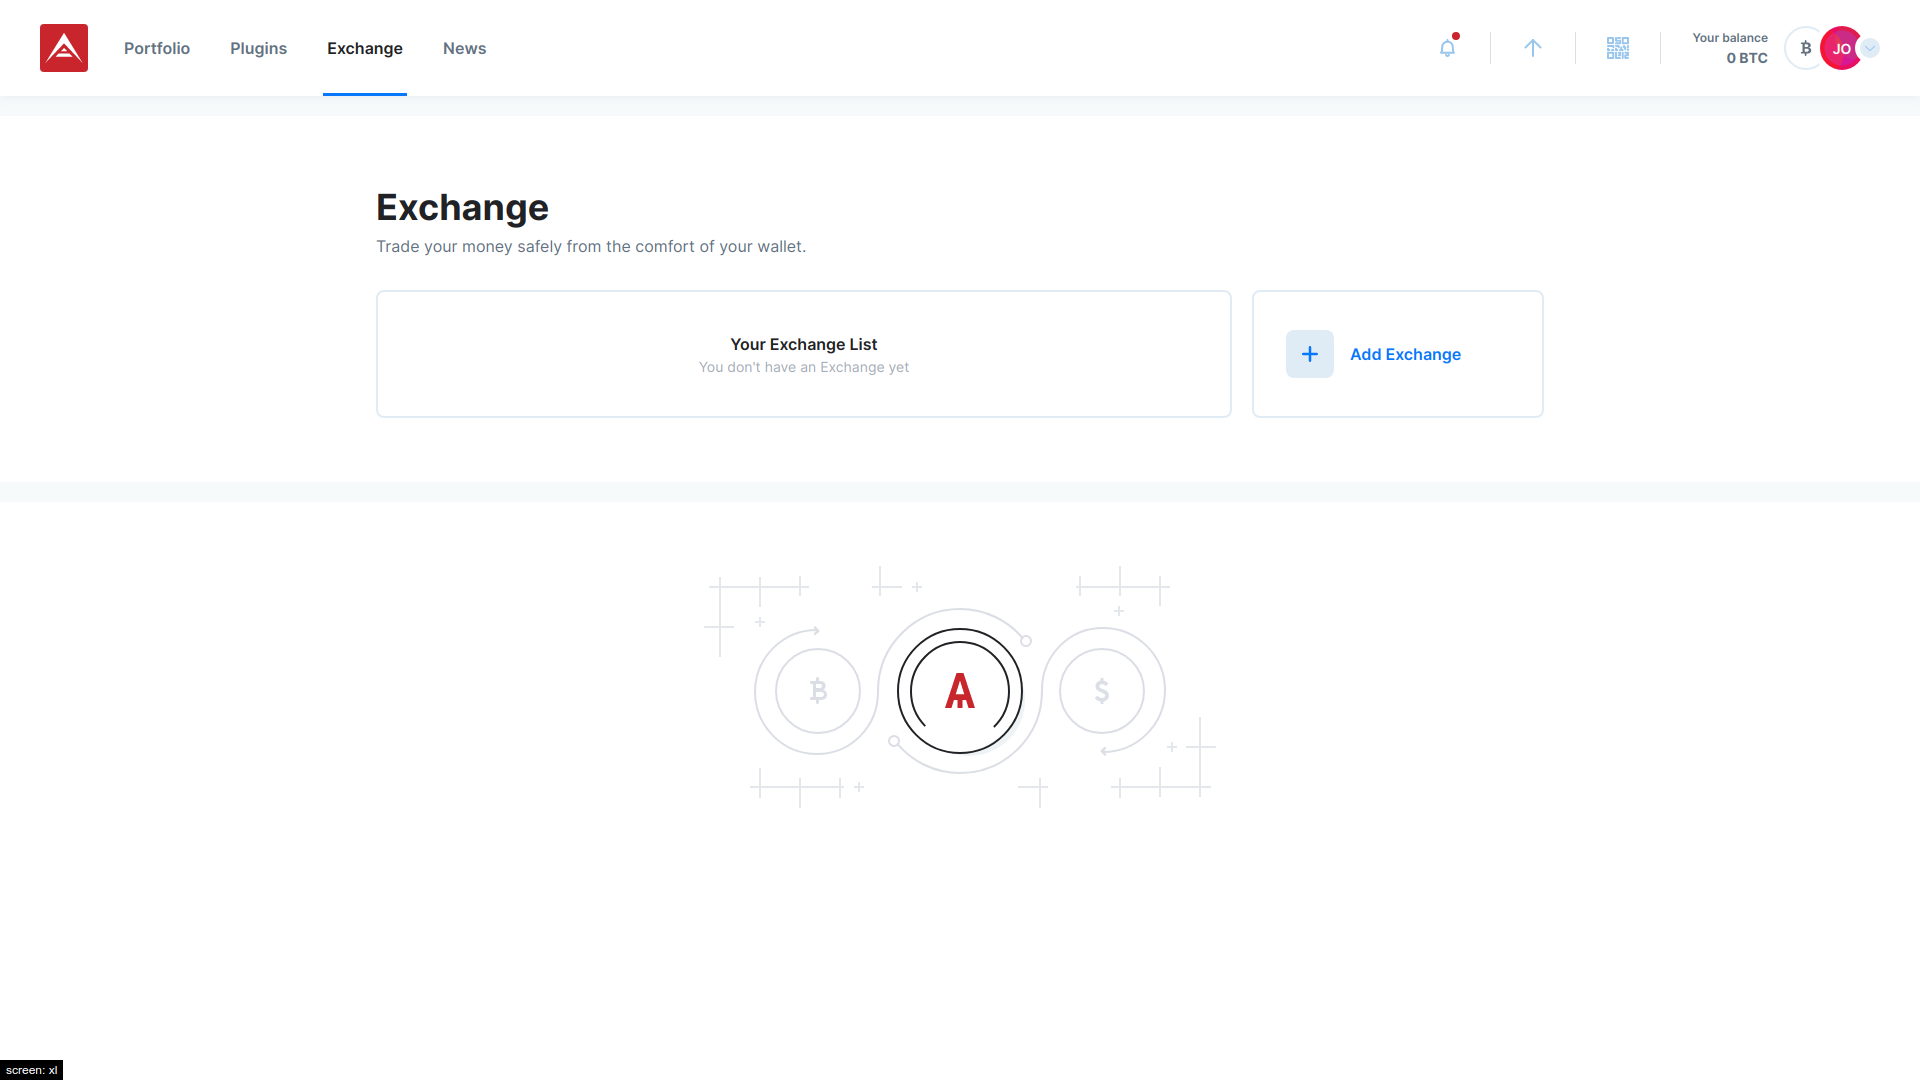 Portfolio
Plugins
Exchange
News
Your balance
0 BTC
JO
Exchange
Trade your money safely from the comfort of your wallet.
Your Exchange List
You don't have an Exchange yet
Add Exchange
screen: xl